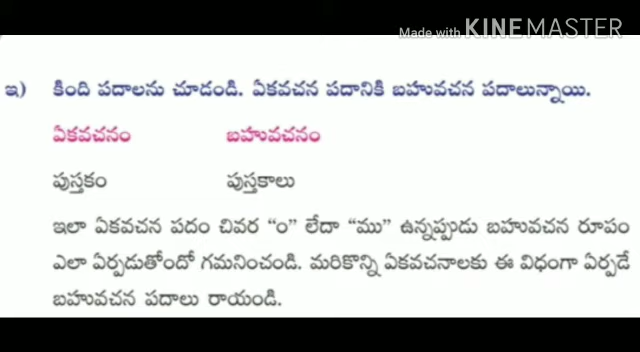 Made with KINEMASTER
ఇ) కింది పదాలను చూడండి. ఏకవచన పదానికి బహువచన పదాలున్నాయి.
ఏకవచనం బహువచనం
పుస్తకం పుస్తకాలు
ఇలా ఏకవచన పదం చివర “ం” లేదా “ము” ఉన్నప్పుడు బహువచన రూపం
ఎలా ఏర్పడుతోందో గమనించండి. మరికొన్ని ఏకవచనాలకు ఈ విధంగా ఏర్పడే
బహువచన పదాలు రాయండి.